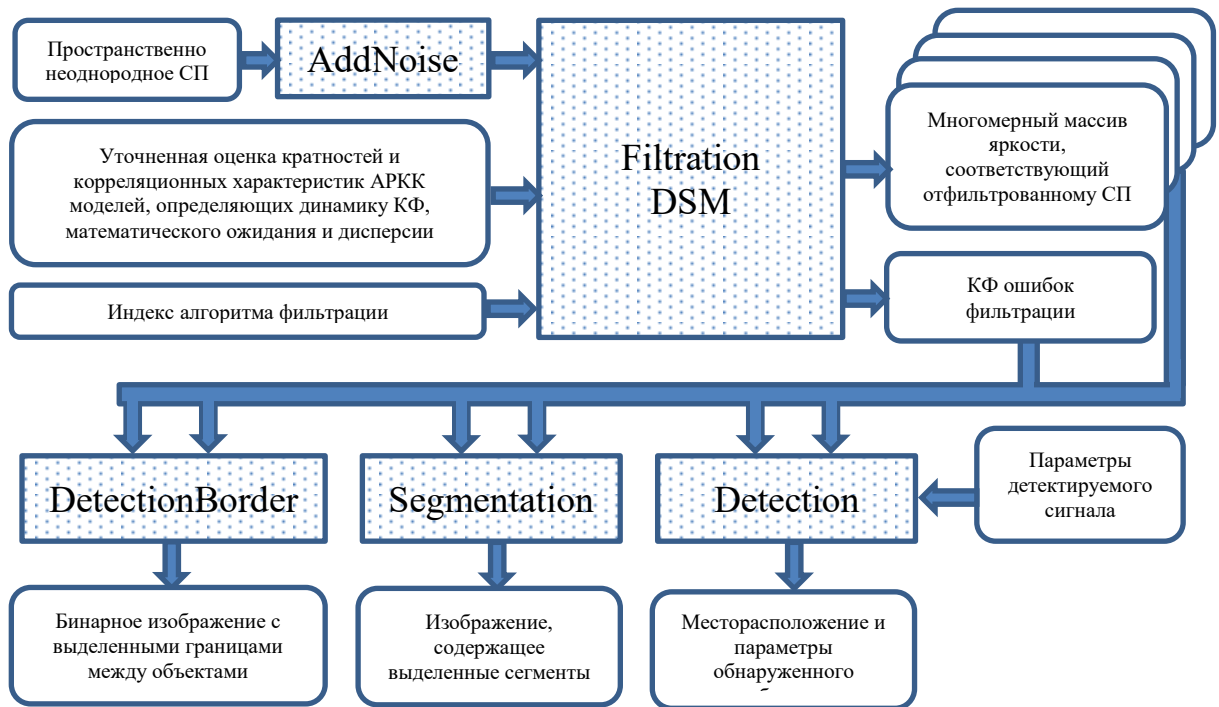 Пространственно
неоднородное СП
AddNoise
Уточненная оценка кратностей и
корреляционных характеристик АРКК
моделей, определяющих динамику КФ,
математического ожидания и дисперсии
Индекс алгоритма фильтрации
Filtration
DSM
Многомерный массив
яркости,
соответствующий
отфильтрованному СП
КФ ошибок
фильтрации
DetectionBorder
Segmentation
Detection
Параметры
детектируемого
сигнала
Бинарное изображение с
выделенными границами
между объектами
Изображение,
содержащее
выделенные сегменты
Месторасположение и
параметры
обнаруженного